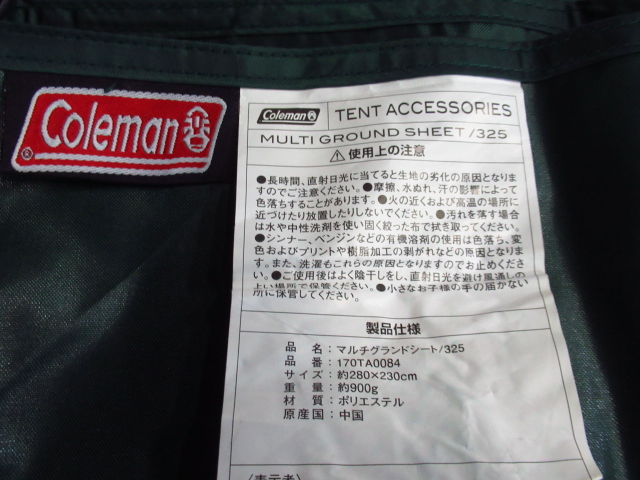 Coleman
Coleman
TENT ACCESSORIES
MULTI GROUND SHEET/325
使用上の注意
●長時間、直射日光に当てると生地の劣化の原因となりま
すのでご注意ください。●摩擦、水ぬれ、汗の影響によって
色落ちすることがあります。●火の近くおよび高温の場所に
近づけたり放置したりしないでください。●汚れを落す場合
は水や中性洗剤を使い固く絞った布で拭き取ってください。
●シンナー、ベンジンなどの有機溶剤の使用は色落ち、変
色およびプリントや樹脂加工の剥がれなどの原因となりま
す。また、洗濯もこれらの原因となりますのでお止めくださ
い。●ご使用後はよく陰干しをし、直射日光を避け風通しの
よい場所で保管してください。●小さなお子様の手の届かない
所に保管してください。
製品仕様
品 名：マルチグランドシート/325
品 番：170TA0084
サイズ：約280×230cm
重 量：約900g
材 質：ポリエステル
原産国：中国